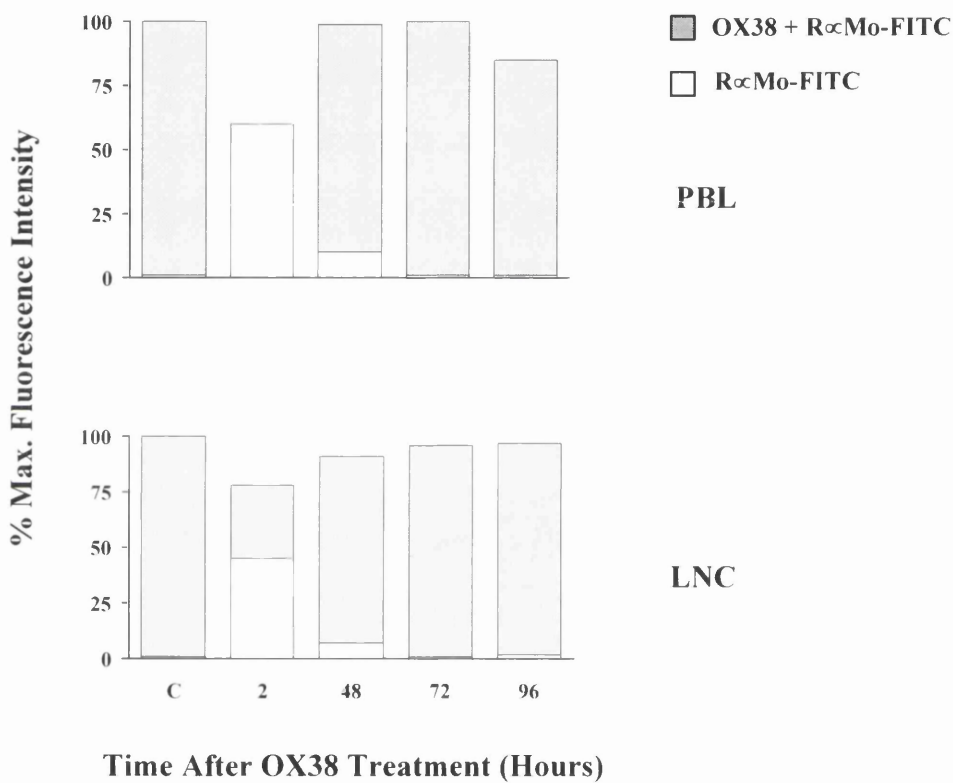 % Max. Fluorescence Intensity
100
75
50
25
0
OX38 + R∝Mo-FITC
R∝Mo-FITC
PBL
100
75
50
25
0
C 2 48 72 96
LNC
Time After OX38 Treatment (Hours)